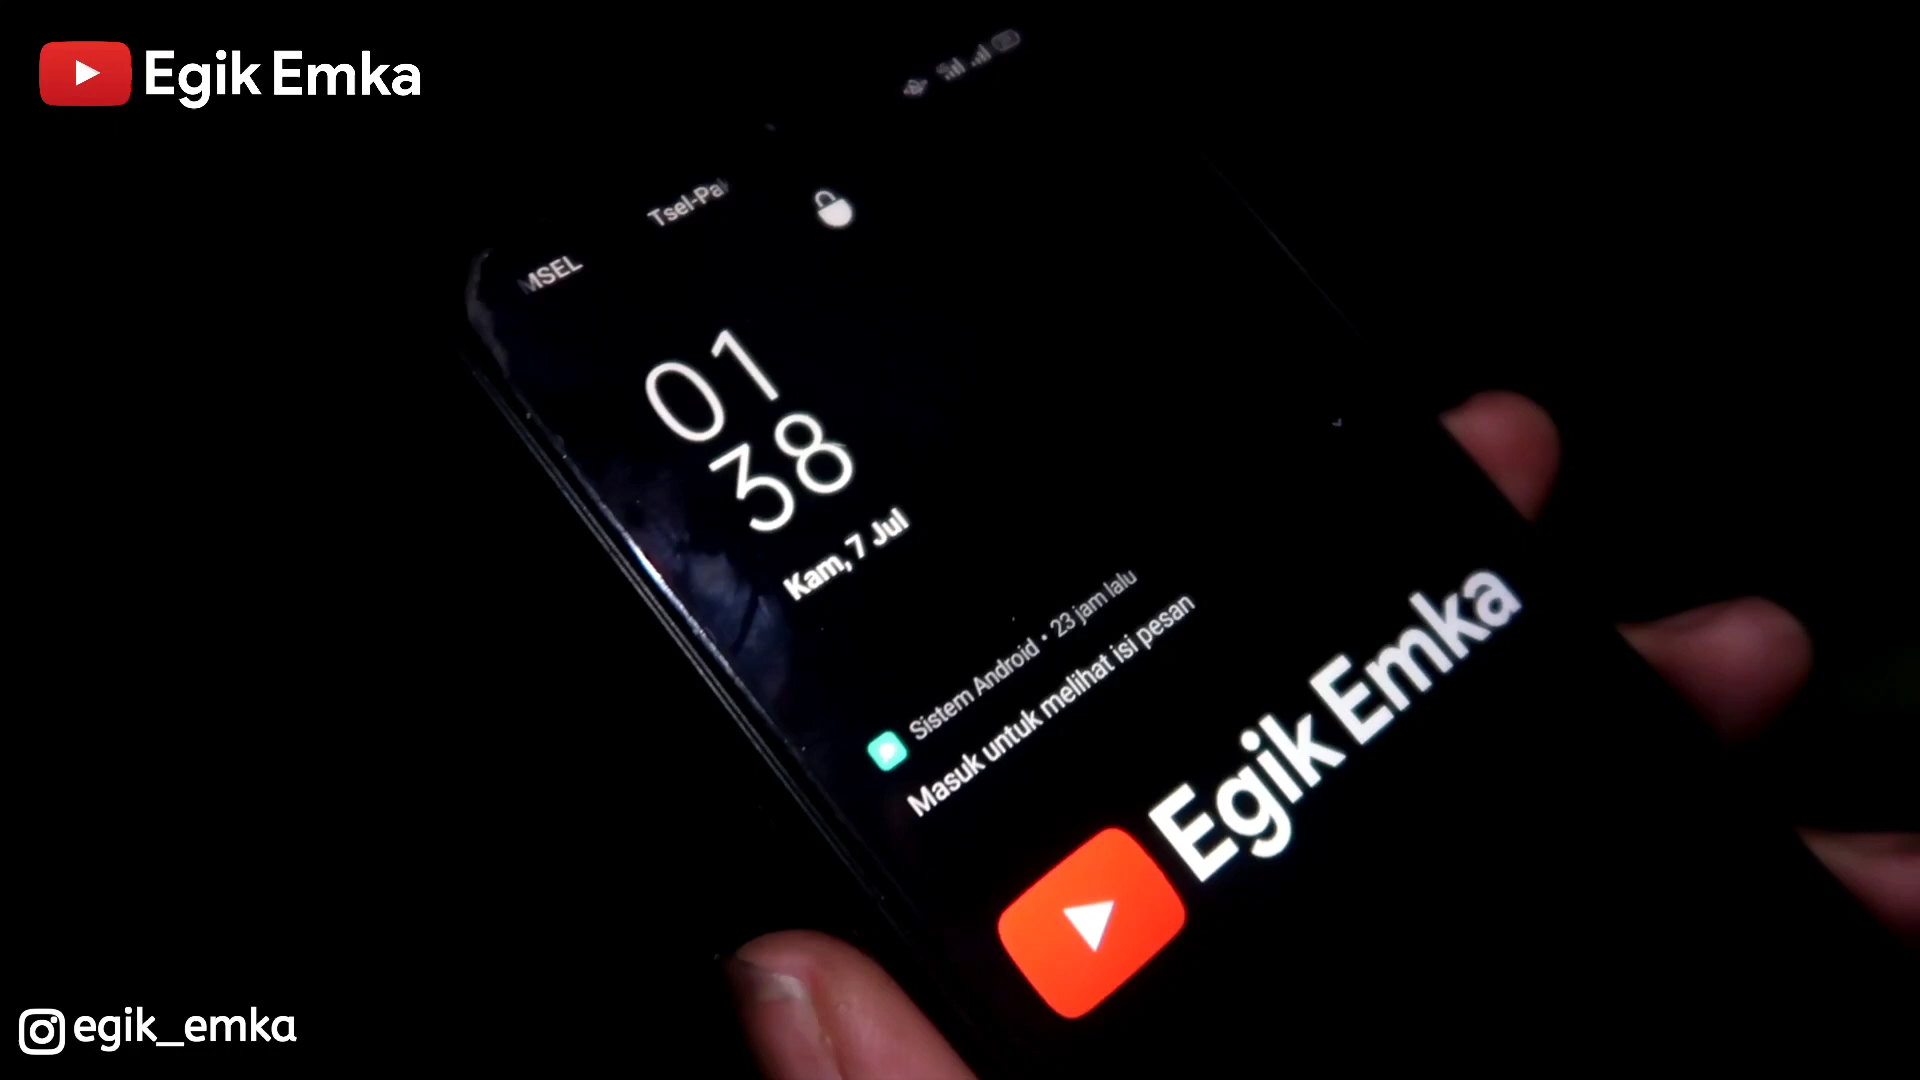 Egik Emka
MSEL
Tsel-Pa
01
38
Kam, 7 Jul
Sistem Android • 23 jam lalu
Masuk untuk melihat isi pesan
Egik Emka
egik_emka